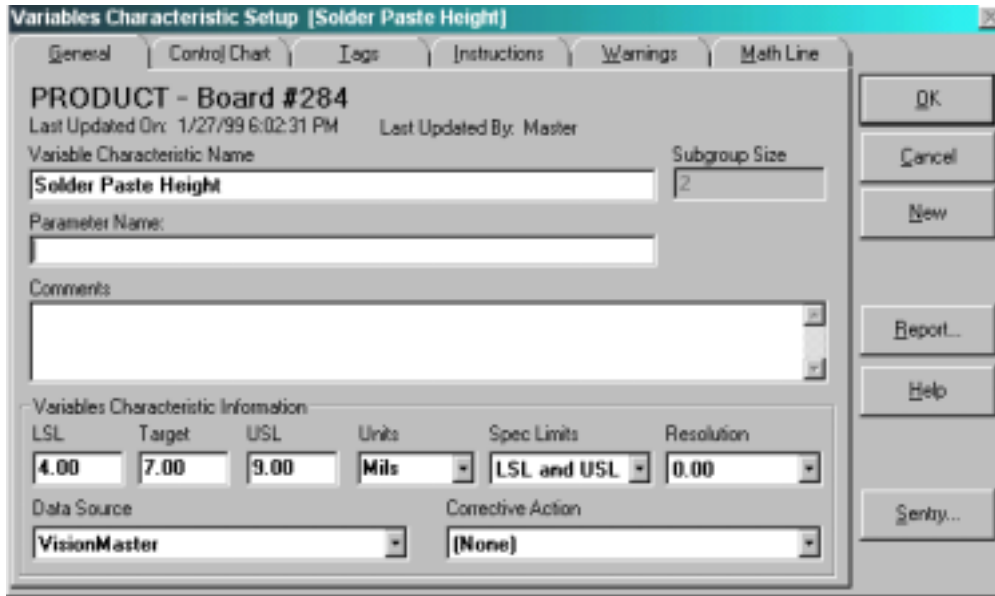 Variables Characteristic Setup [Solder Paste Height]
General Control Chart Tags Instructions Warnings Math Line
PRODUCT - Board #284
Last Updated On: 1/27/99 6:02:31 PM Last Updated By: Master
Variable Characteristic Name Subgroup Size
Solder Paste Height 2
Parameter Name:
Comments
Variables Characteristic Information
LSL Target USL Units Spec Limits Resolution
4.00 7.00 9.00 Mils LSL and USL 0.00
Data Source Corrective Action
VisionMaster (None)
OK
Cancel
New
Report...
Help
Sentry...